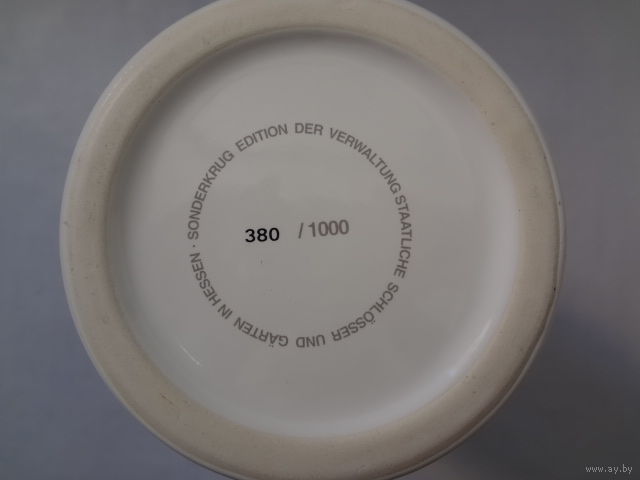 SONDERKRUG EDITION DER VERWALTUNG STAATLICHE SCHLÖSSER UND GÄRTEN IN HESSEN ·
380 / 1000
www.ay.by